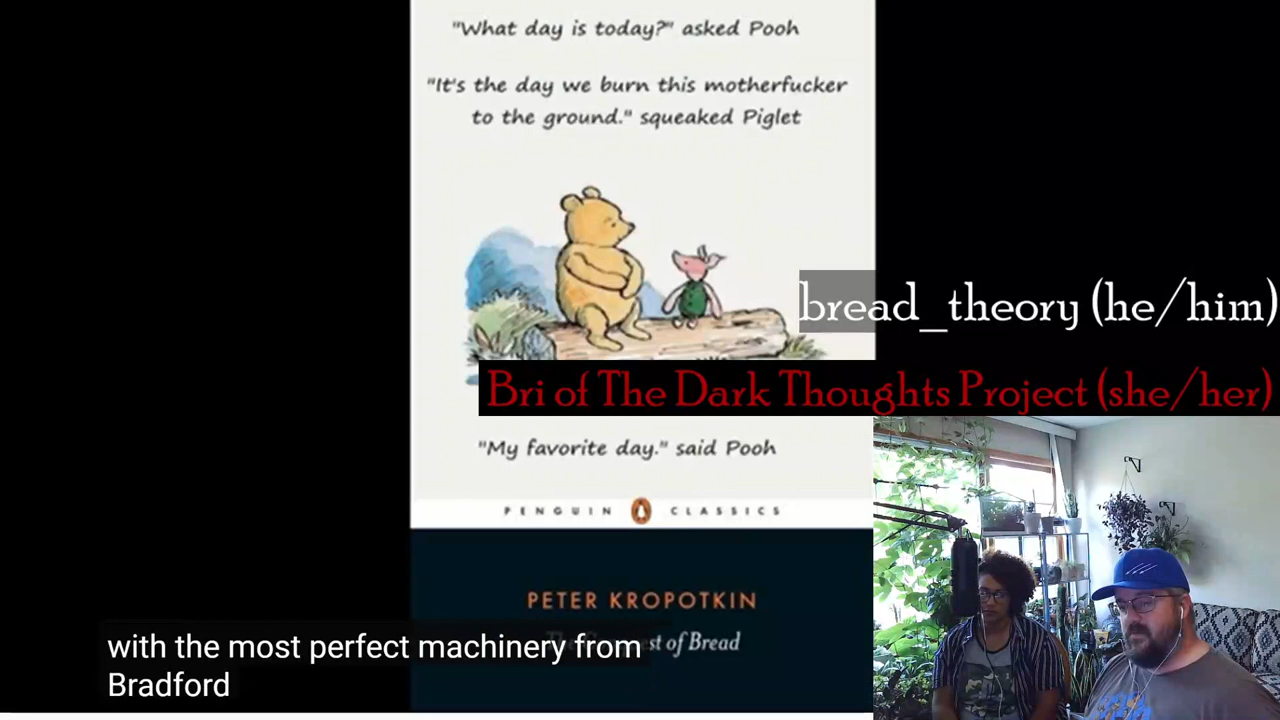 "What day is today?" asked Pooh
"It's the day we burn this motherfucker
to the ground." squeaked Piglet
bread_theory (he/him)
Bri of The Dark Thoughts Project (she/her)
"My favorite day." said Pooh
PENGUIN CLASSICS
PETER KROPOTKIN
of Bread
with the most perfect machinery from
Bradford